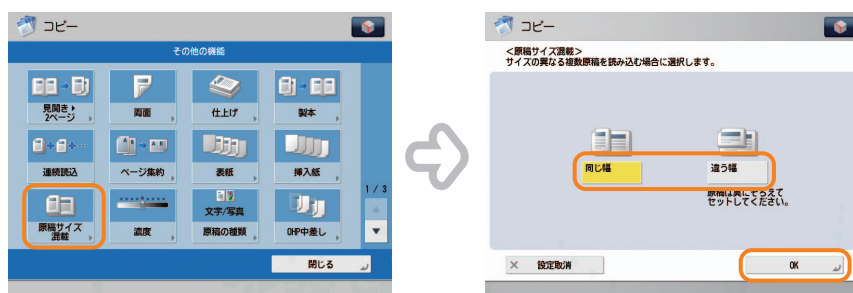 コピー
その他の機能
見開き▸
2ページ
両面
仕上げ
製本
連続読込
ページ集約
表紙
挿入紙
原稿サイズ
混載
濃度
文字/写真
原稿の種類
OHP中差し
1 / 3
閉じる
コピー
<原稿サイズ混載>
サイズの異なる複数原稿を読み込む場合に選択します。
同じ幅
違う幅
原稿は奥にそろえて
セットしてください。
× 設定取消
OK